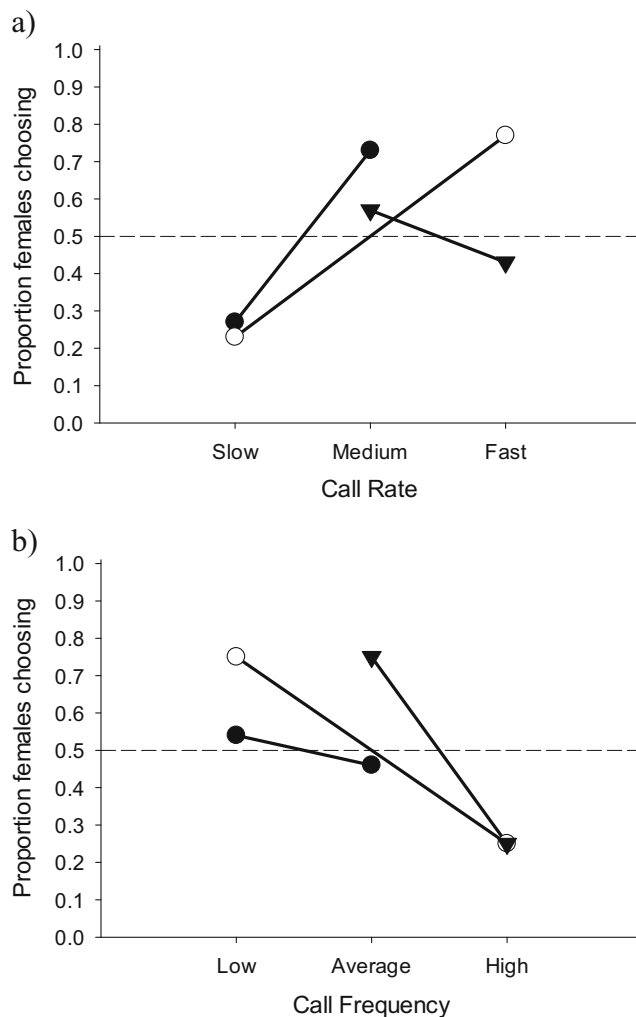 a)
1.0
0.9
0.8
0.7
0.6
0.5
0.4
0.3
0.2
0.1
0.0
Proportion females choosing
Slow Medium Fast
Call Rate
b)
1.0
0.9
0.8
0.7
0.6
0.5
0.4
0.3
0.2
0.1
0.0
Proportion females choosing
Low Average High
Call Frequency